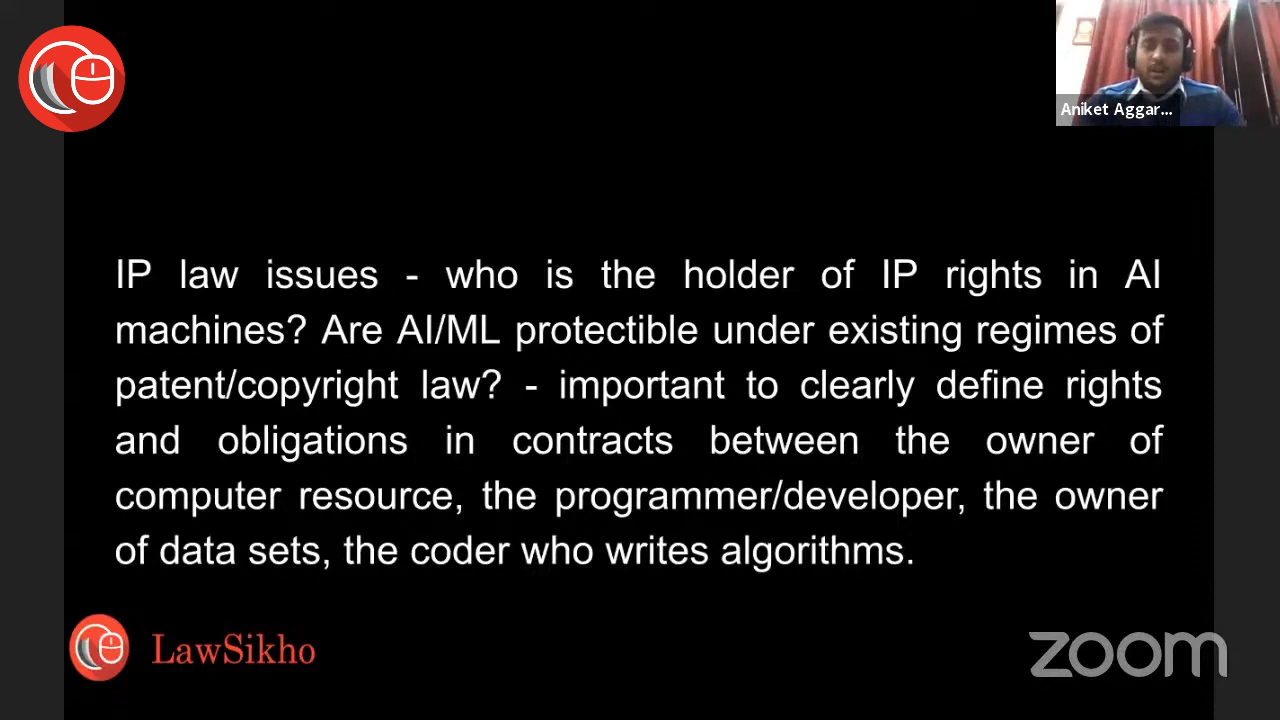 Aniket Aggar...
IP law issues - who is the holder of IP rights in AI
machines? Are AI/ML protectible under existing regimes of
patent/copyright law? - important to clearly define rights
and obligations in contracts between the owner of
computer resource, the programmer/developer, the owner
of data sets, the coder who writes algorithms.
LawSikho
zoom